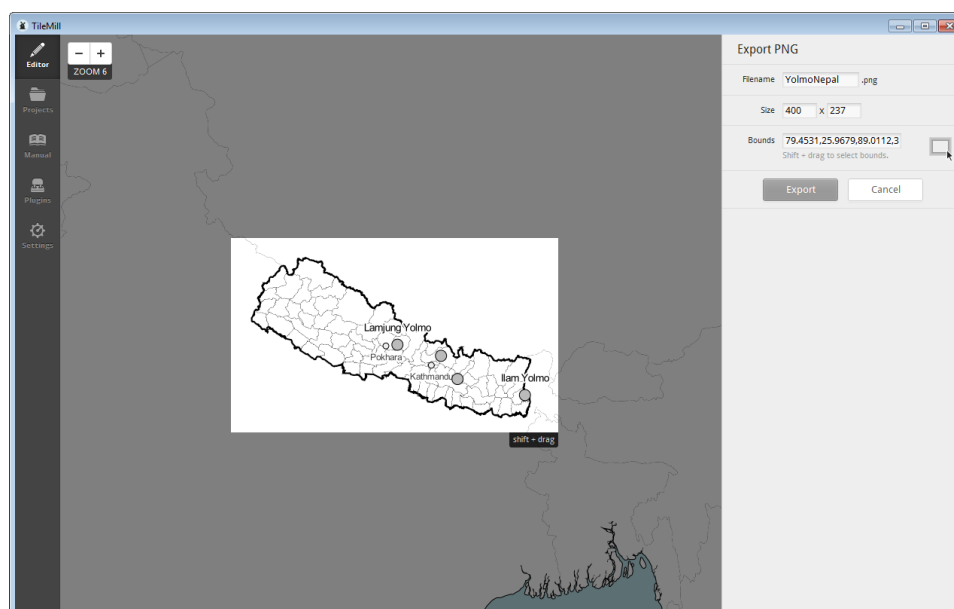 TileMill
Editor
Projects
Manual
Plugins
Settings
− +
ZOOM 6
Lamjung Yolmo
Pokhara
Kathmandu
Ilam Yolmo
shift + drag
Export PNG
Filename YolmoNepal .png
Size 400 x 237
Bounds 79.4531,25.9679,89.0112,3
Shift + drag to select bounds.
Export Cancel